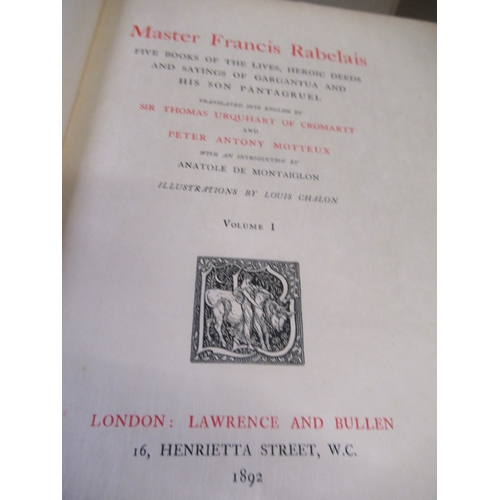 Master Francis Rabelais
FIVE BOOKS OF THE LIVES, HEROIC DEEDS
AND SAYINGS OF GARGANTUA AND
HIS SON PANTAGRUEL
TRANSLATED INTO ENGLISH BY
SIR THOMAS URQUHART OF CROMARTY
AND
PETER ANTONY MOTTEUX
WITH AN INTRODUCTION BY
ANATOLE DE MONTAIGLON
ILLUSTRATIONS BY LOUIS CHALON
VOLUME I
LONDON: LAWRENCE AND BULLEN
16, HENRIETTA STREET, W.C.
1892